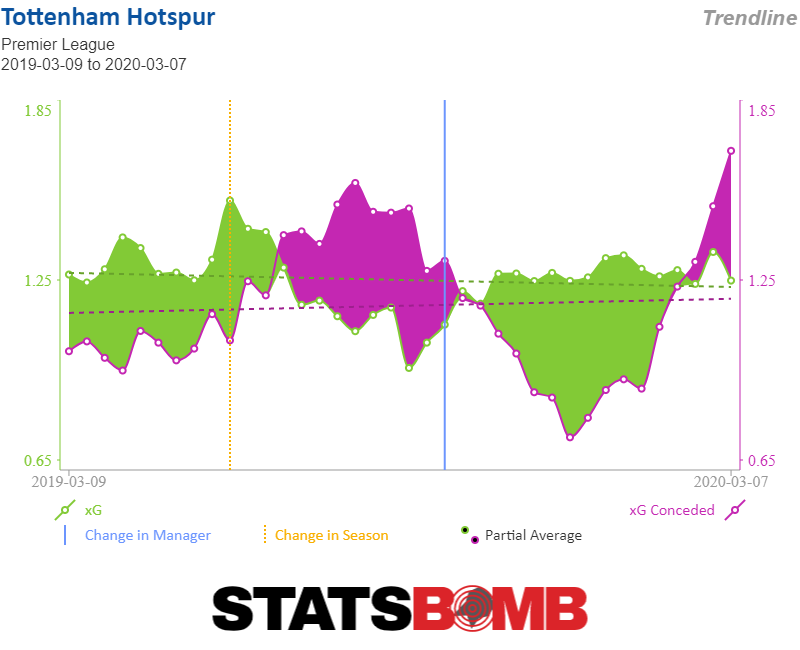 Tottenham Hotspur
Trendline
Premier League
2019-03-09 to 2020-03-07
1.85
1.85
1.25
1.25
0.65
0.65
2019-03-09
2020-03-07
xG
xG Conceded
Change in Manager
Change in Season
Partial Average
STATSBOMB